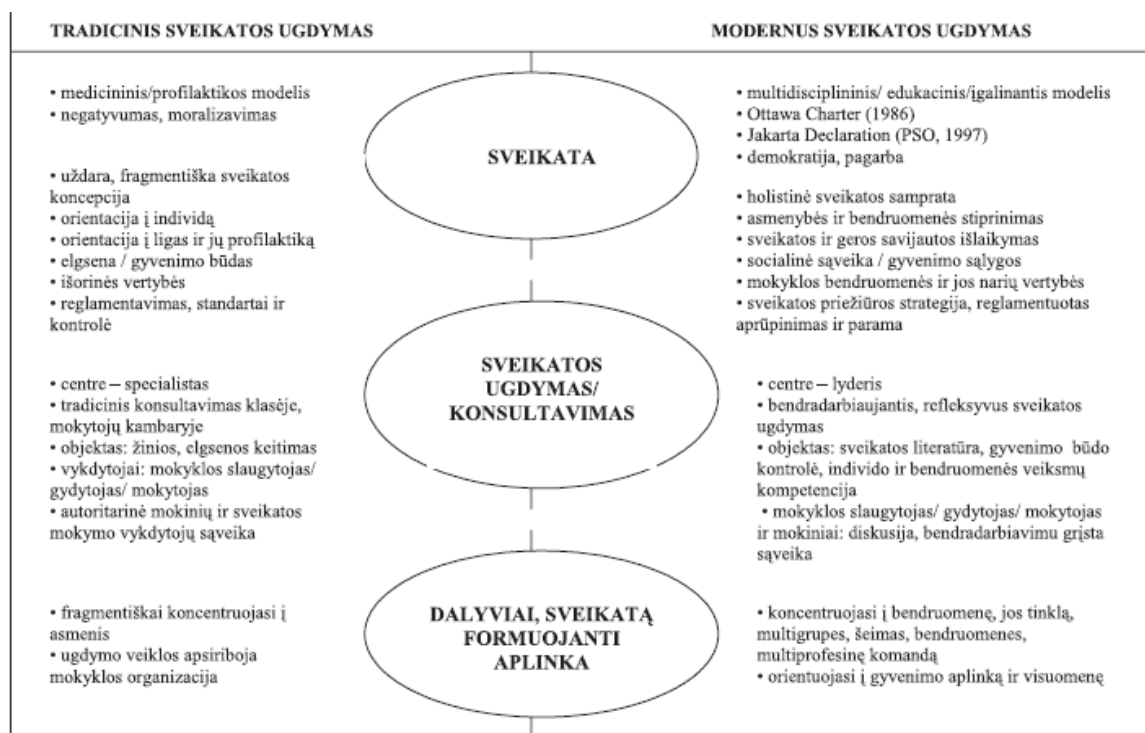 TRADICINIS SVEIKATOS UGDYMAS
MODERNUS SVEIKATOS UGDYMAS
• medicininis/profilaktikos modelis
• negatyvumas, moralizavimas
• uždara, fragmentiška sveikatos
koncepcija
• orientacija į individą
• orientacija į ligas ir jų profilaktiką
• elgsena / gyvenimo būdas
• išorinės vertybės
• reglamentavimas, standartai ir
kontrolė
SVEIKATA
• multidisciplininis/ edukacinis/įgalinantis modelis
• Ottawa Charter (1986)
• Jakarta Declaration (PSO, 1997)
• demokratija, pagarba
• holistinė sveikatos samprata
• asmenybės ir bendruomenės stiprinimas
• sveikatos ir geros savijautos išlaikymas
• socialinė sąveika / gyvenimo sąlygos
• mokyklos bendruomenės ir jos narių vertybės
• sveikatos priežiūros strategija, reglamentuotas
aprūpinimas ir parama
• centre – specialistas
• tradicinis konsultavimas klasėje,
mokytojų kambaryje
• objektas: žinios, elgsenos keitimas
• vykdytojai: mokyklos slaugytojas/
gydytojas/ mokytojas
• autoritarinė mokinių ir sveikatos
mokymo vykdytojų sąveika
SVEIKATOS
UGDYMAS/
KONSULTAVIMAS
• centre – lyderis
• bendradarbiaujantis, refleksyvus sveikatos
ugdymas
• objektas: sveikatos literatūra, gyvenimo būdo
kontrolė, individo ir bendruomenės veiksmų
kompetencija
• mokyklos slaugytojas/ gydytojas/ mokytojas
ir mokiniai: diskusija, bendradarbiavimu grįsta
sąveika
• fragmentiškai koncentruojasi į
asmenis
• ugdymo veiklos apsiriboja
mokyklos organizacija
DALYVIAI, SVEIKATĄ
FORMUOJANTI
APLINKA
• koncentruojasi į bendruomenę, jos tinklą,
multigrupes, šeimas, bendruomenes,
multiprofesinę komandą
• orientuojasi į gyvenimo aplinką ir visuomenę